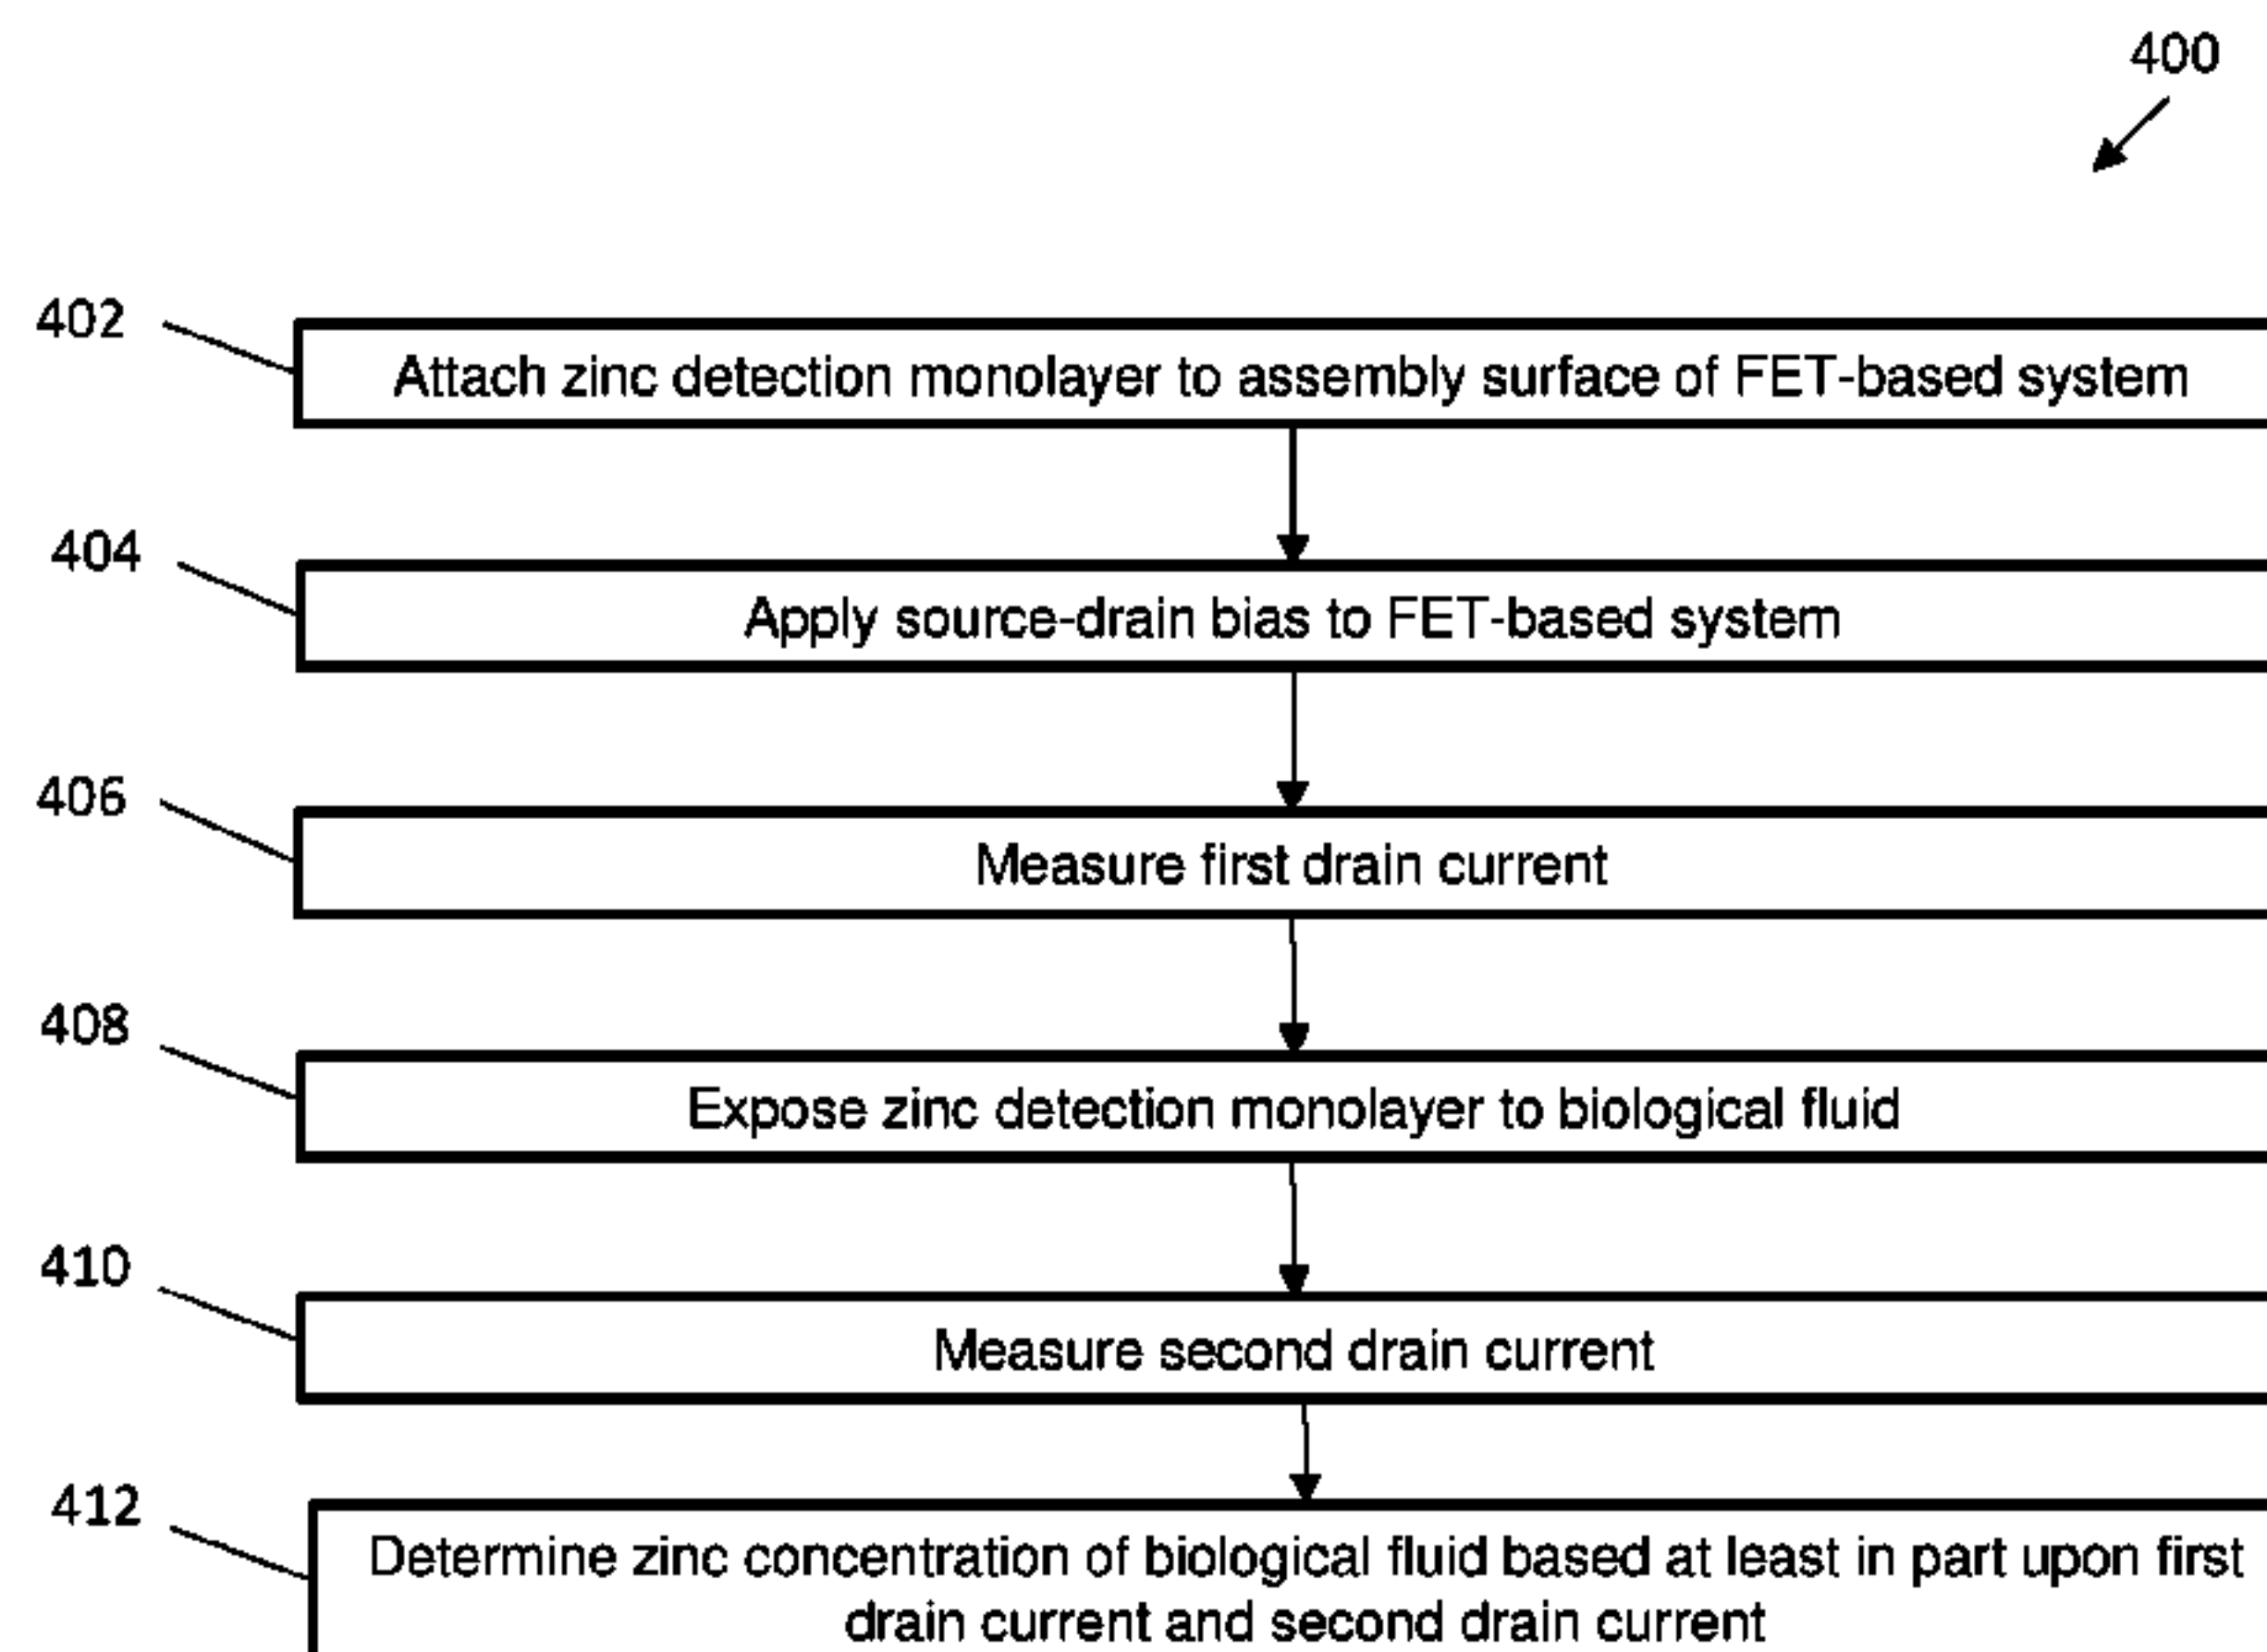 400
402
Attach zinc detection monolayer to assembly surface of FET-based system
404
Apply source-drain bias to FET-based system
406
Measure first drain current
408
Expose zinc detection monolayer to biological fluid
410
Measure second drain current
412
Determine zinc concentration of biological fluid based at least in part upon first
drain current and second drain current